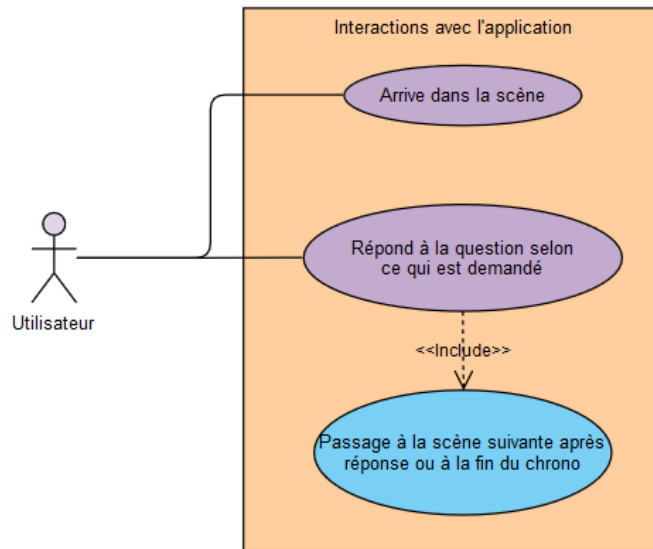 Interactions avec l'application
Arrive dans la scène
Répond à la question selon
ce qui est demandé
Utilisateur
<<Include>>
Passage à la scène suivante après
réponse ou à la fin du chrono